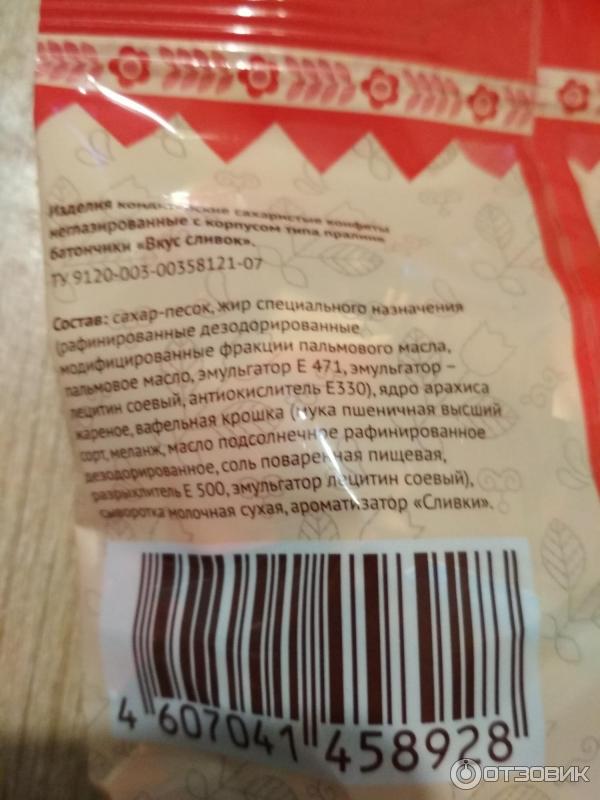 Изделия кондитерские сахаристые конфеты
неглазированные с корпусом типа пралине
батончики «Вкус сливок».
ТУ 9120-003-00358121-07
Состав: сахар-песок, жир специального назначения
(рафинированные дезодорированные
модифицированные фракции пальмового масла,
пальмовое масло, эмульгатор Е 471, эмульгатор –
лецитин соевый, антиокислитель Е330), ядро арахиса
жареное, вафельная крошка (мука пшеничная высший
сорт, меланж, масло подсолнечное рафинированное
дезодорированное, соль поваренная пищевая,
разрыхлитель Е 500, эмульгатор лецитин соевый),
сыворотка молочная сухая, ароматизатор «Сливки».
4 607041 458928
ОТЗОВИК